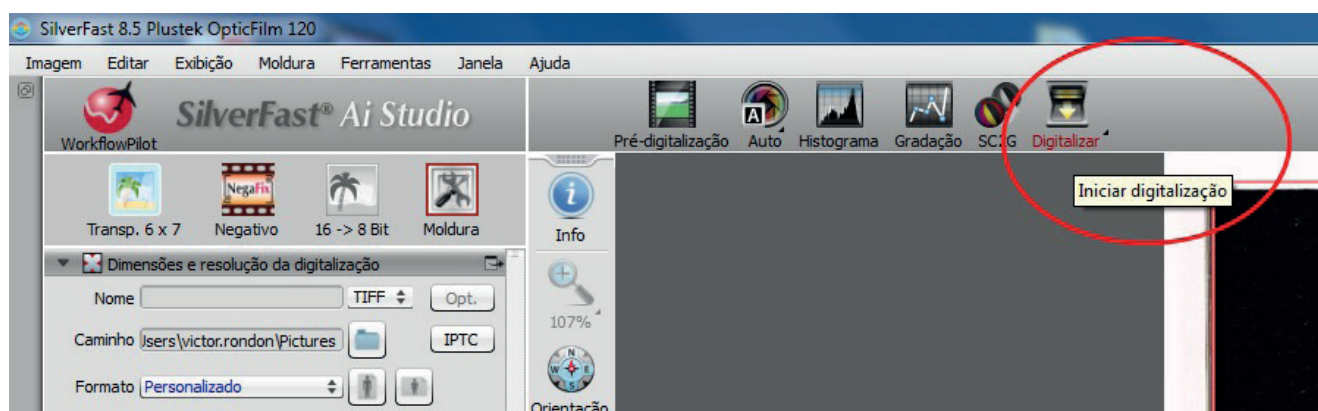 SilverFast 8.5 Plustek OpticFilm 120
Imagem Editar Exibição Moldura Ferramentas Janela Ajuda
WorkflowPilot
SilverFast® Ai Studio
Pré-digitalização A Auto Histograma Gradação SC2G Digitalizar
Iniciar digitalização
NegaFix
Transp. 6 x 7 Negativo 16 -> 8 Bit Moldura
i
Info
Dimensões e resolução da digitalização
Nome TIFF Opt.
107%
Caminho Jsers\victor.rondon\Pictures IPTC
N
W E
S
Formato Personalizado
Orientação